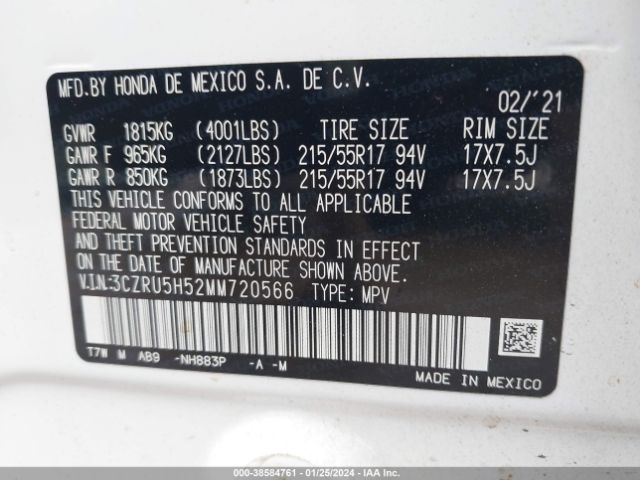 MFD.BY HONDA DE MEXICO S.A. DE C.V.
02/'21
GVWR 1815KG (4001LBS) TIRE SIZE RIM SIZE
GAWR F 965KG (2127LBS) 215/55R17 94V 17X7.5J
GAWR R 850KG (1873LBS) 215/55R17 94V 17X7.5J
THIS VEHICLE CONFORMS TO ALL APPLICABLE
FEDERAL MOTOR VEHICLE SAFETY
AND THEFT PREVENTION STANDARDS IN EFFECT
ON THE DATE OF MANUFACTURE SHOWN ABOVE.
V.I.N.:3CZRU5H52MM720566 TYPE: MPV
T7W M AB9 -NH883P -A -M
MADE IN MEXICO
000-38584761 - 01/25/2024 - IAAI.COM